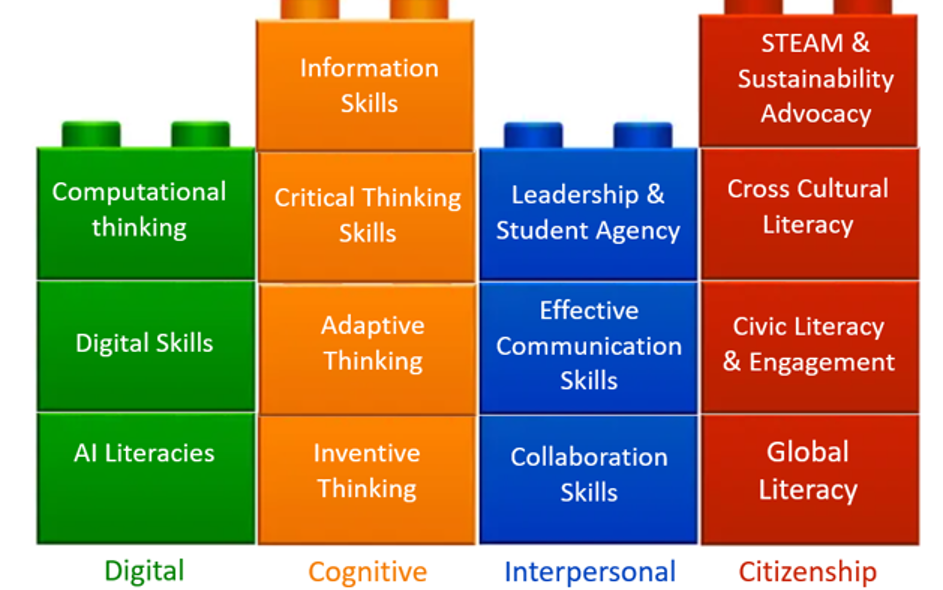 Computational
thinking
Digital Skills
AI Literacies
Digital
Information
Skills
Critical Thinking
Skills
Adaptive
Thinking
Inventive
Thinking
Cognitive
Leadership &
Student Agency
Effective
Communication
Skills
Collaboration
Skills
Interpersonal
STEAM &
Sustainability
Advocacy
Cross Cultural
Literacy
Civic Literacy
& Engagement
Global
Literacy
Citizenship